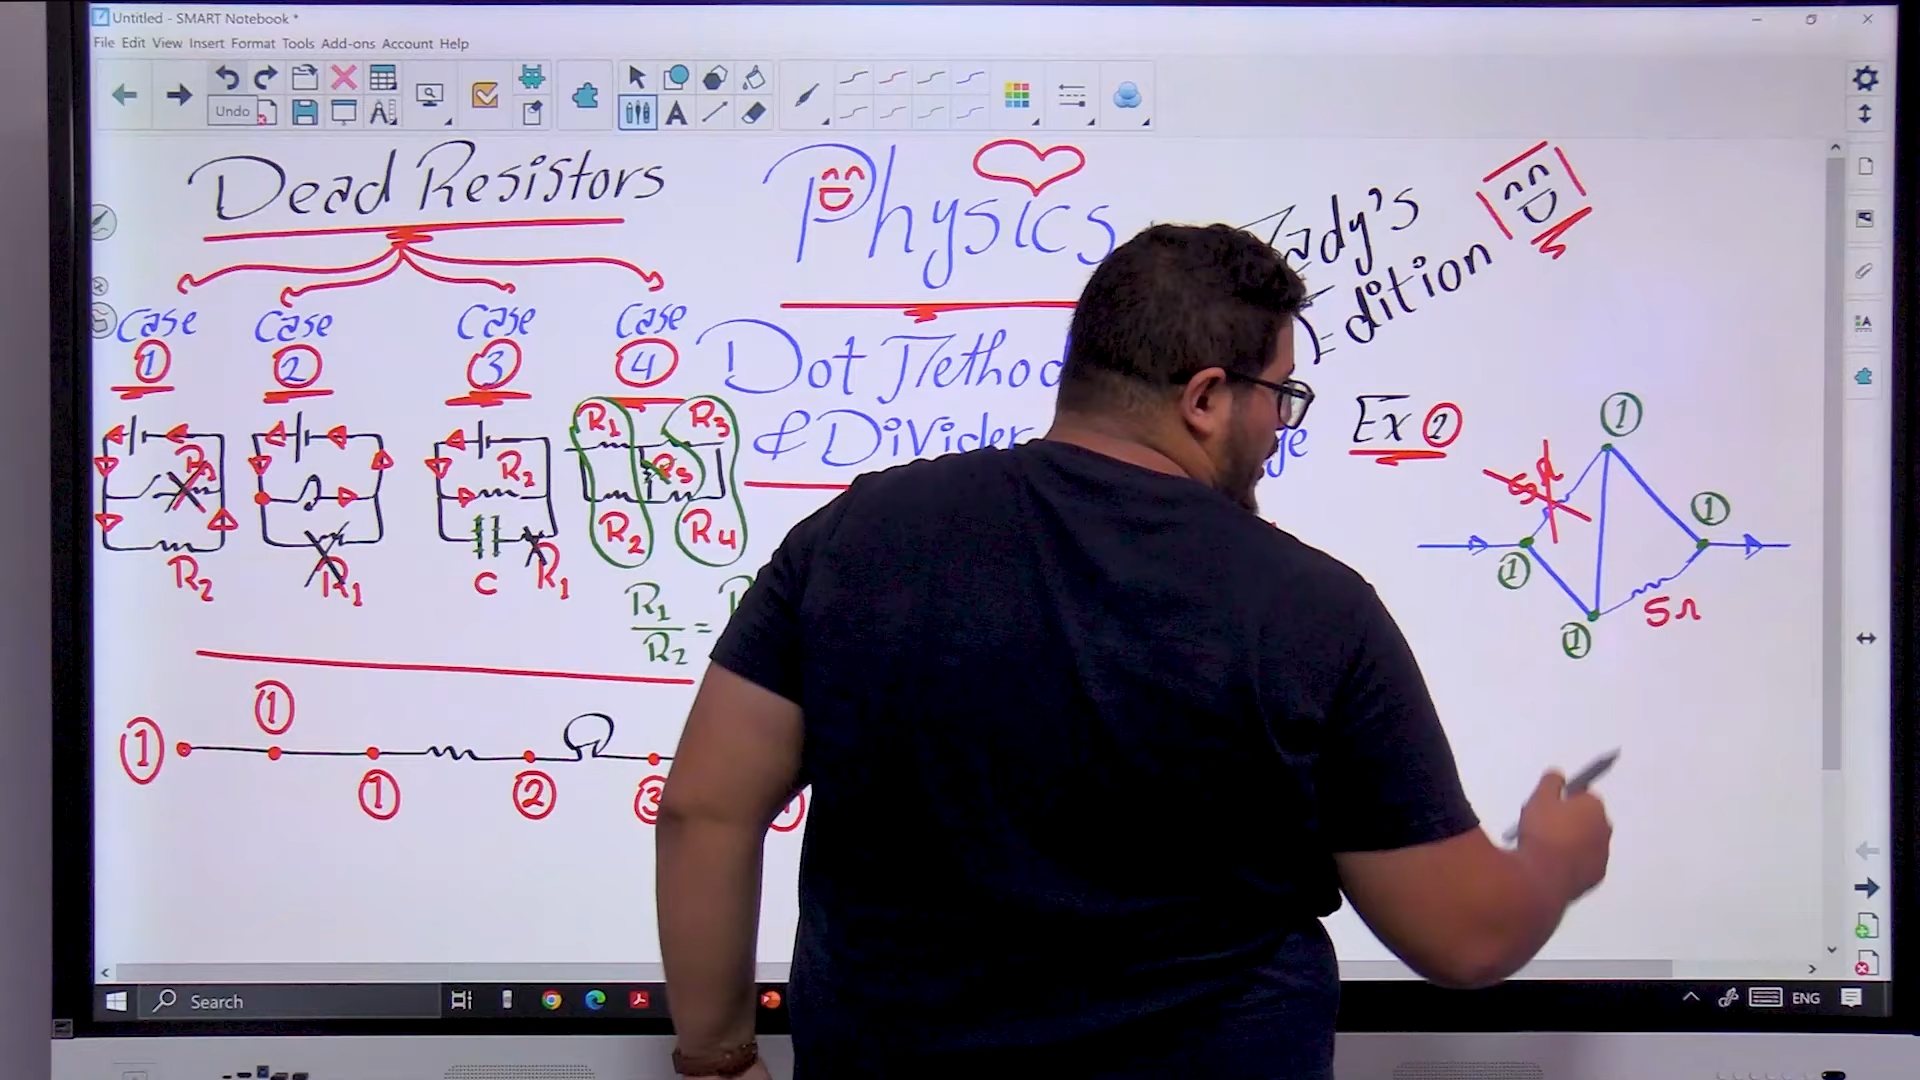 Untitled - SMART Notebook *
File Edit View Insert Format Tools Add-ons Account Help
Undo
Dead Resistors
Case
1
Case
2
Case
3
Case
4
R2
R1
R2
C
R1
R1
R3
R5
R2
R4
R1
R2
=
1
1
1
2
3
Physics
Zady's
Edition
Dot Method
& Divider
Ex 2
1
1
1
1
5Ω
Search
ENG